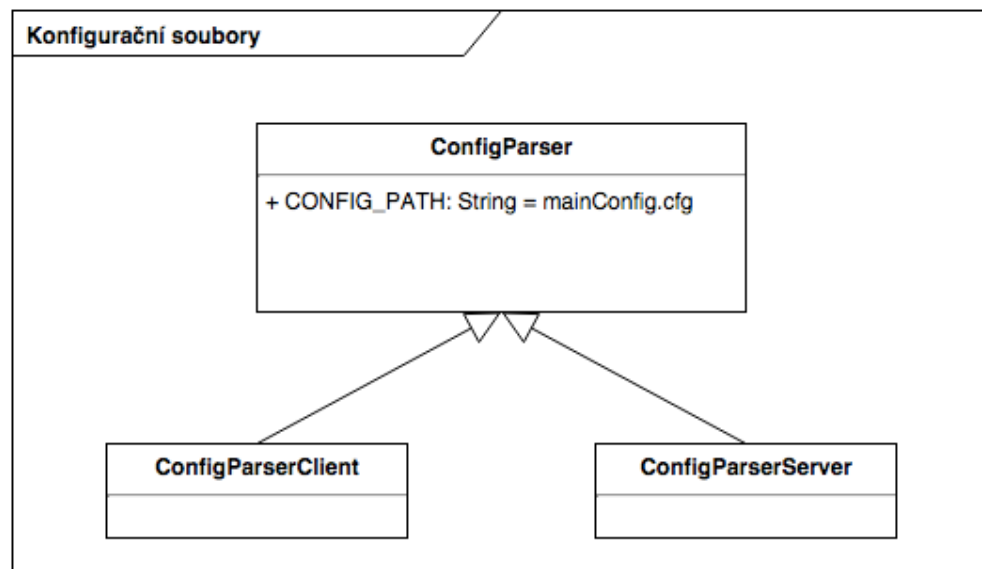 Konfigurační soubory
ConfigParser
+ CONFIG_PATH: String = mainConfig.cfg
ConfigParserClient
ConfigParserServer